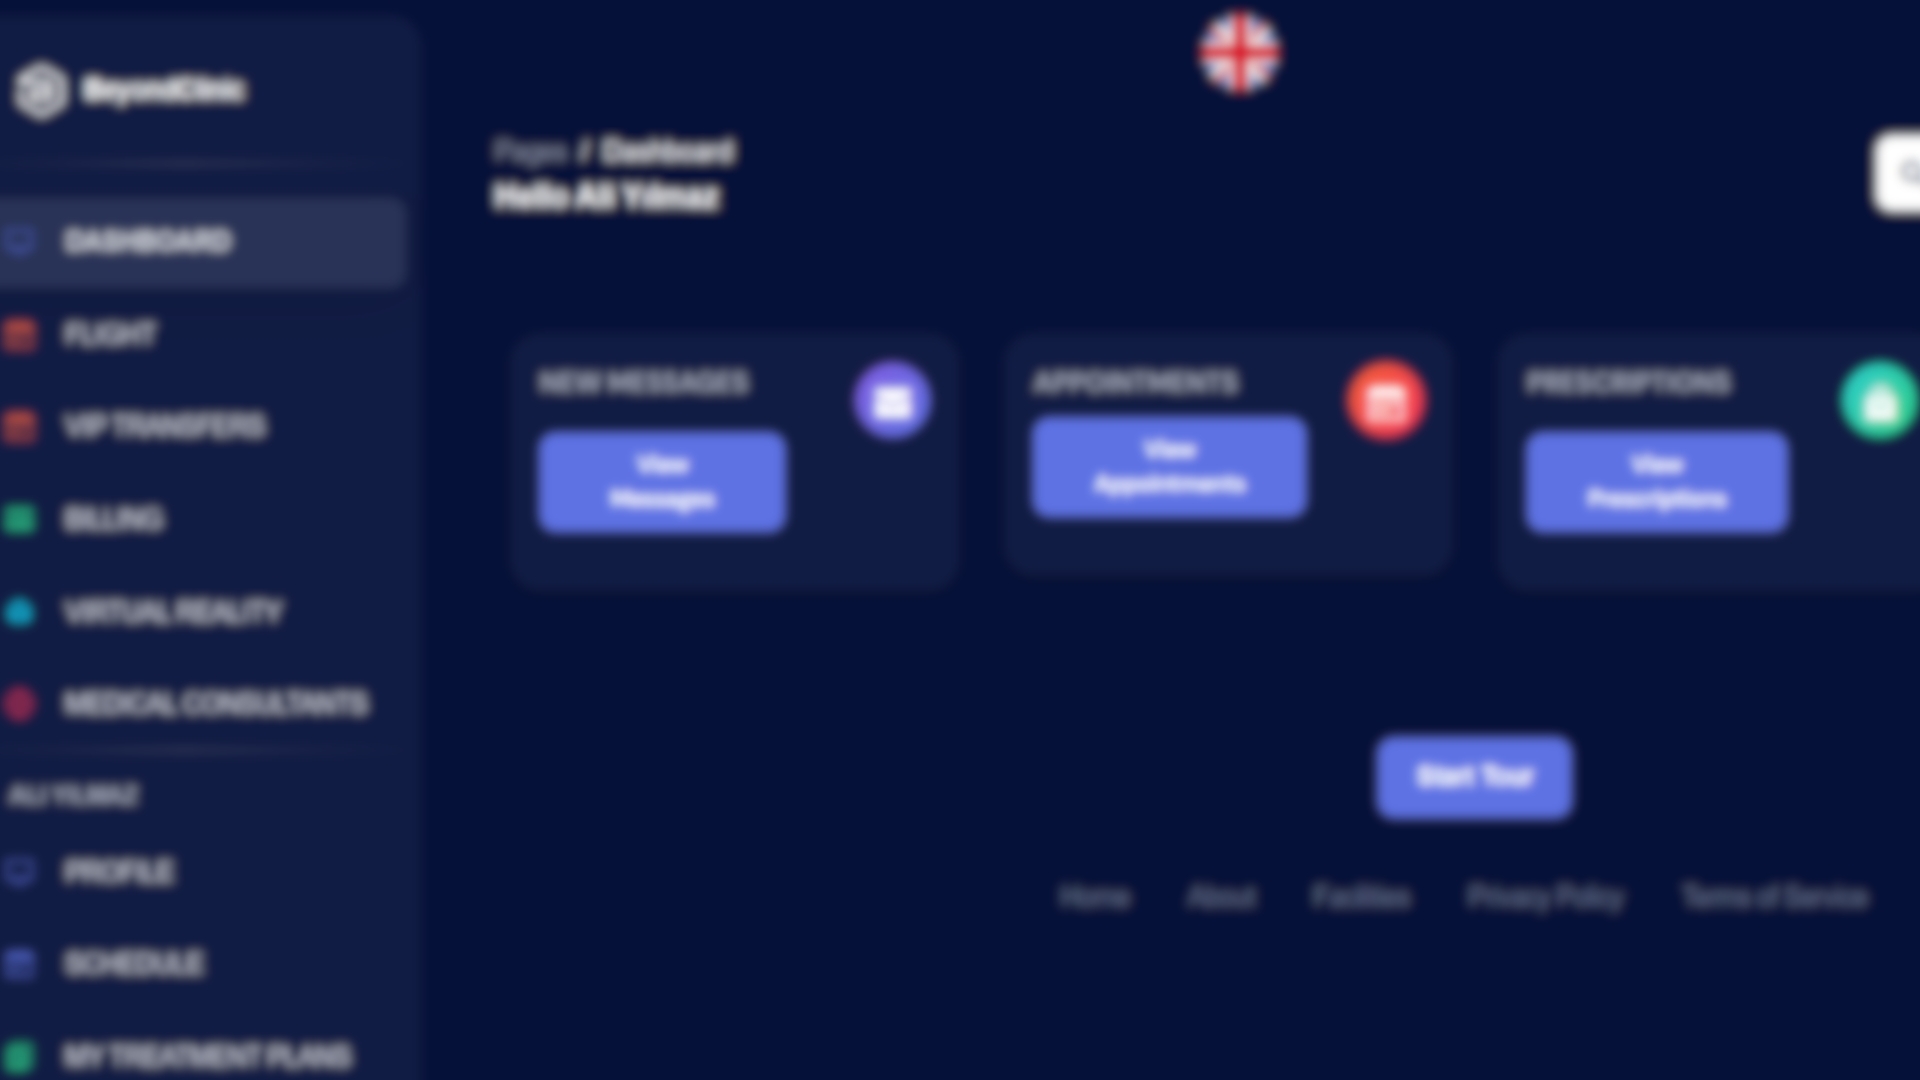 BeyondClinic
DASHBOARD
FLIGHT
VIP TRANSFERS
BILLING
VIRTUAL REALITY
MEDICAL CONSULTANTS
ALI YILMAZ
PROFILE
SCHEDULE
MY TREATMENT PLANS
Pages / Dashboard
Hello Ali Yılmaz
NEW MESSAGES
View
Messages
APPOINTMENTS
View
Appointments
PRESCRIPTIONS
View
Prescriptions
Start Tour
Home About Facilities Privacy Policy Terms of Service